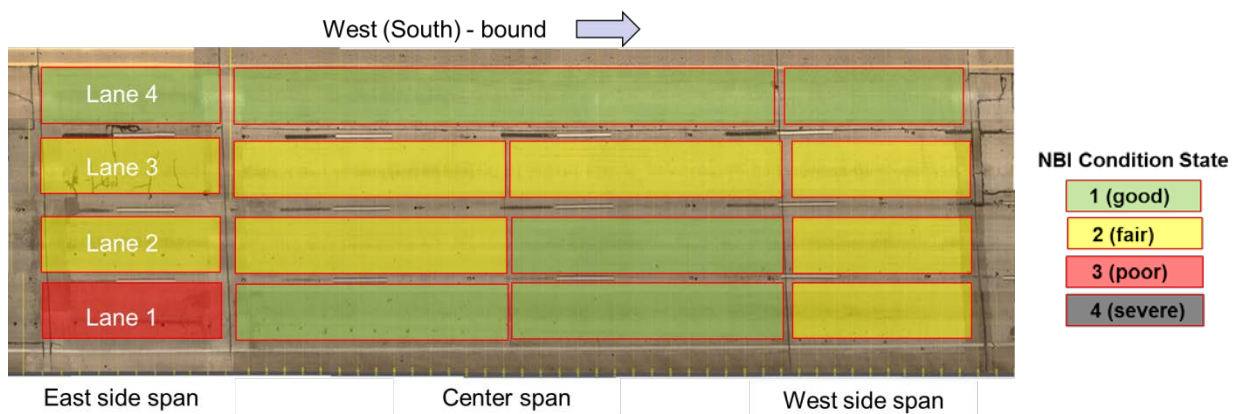 West (South) - bound
Lane 4
Lane 3
Lane 2
Lane 1
East side span
Center span
West side span
NBI Condition State
1 (good)
2 (fair)
3 (poor)
4 (severe)